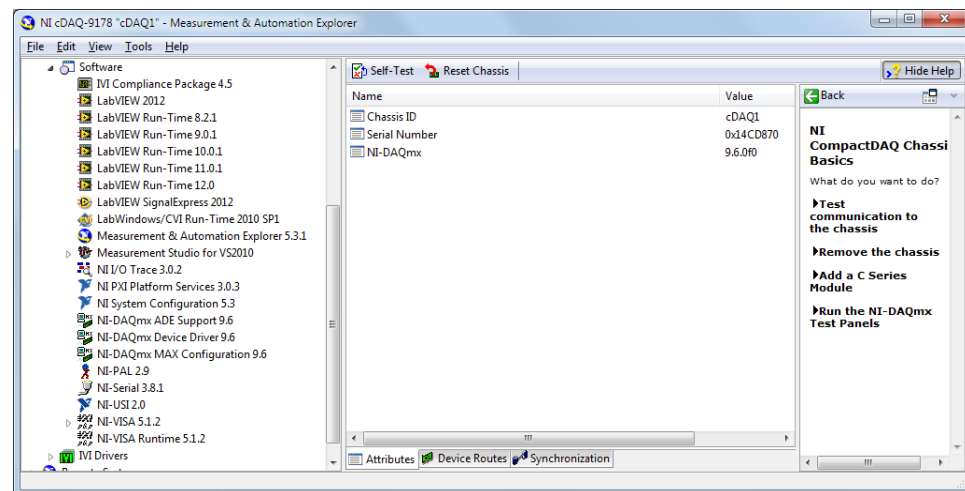 NI cDAQ-9178 "cDAQ1" - Measurement & Automation Explorer
File Edit View Tools Help
Software
IVI Compliance Package 4.5
LabVIEW 2012
LabVIEW Run-Time 8.2.1
LabVIEW Run-Time 9.0.1
LabVIEW Run-Time 10.0.1
LabVIEW Run-Time 11.0.1
LabVIEW Run-Time 12.0
LabVIEW SignalExpress 2012
LabWindows/CVI Run-Time 2010 SP1
Measurement & Automation Explorer 5.3.1
Measurement Studio for VS2010
NI I/O Trace 3.0.2
NI PXI Platform Services 3.0.3
NI System Configuration 5.3
NI-DAQmx ADE Support 9.6
NI-DAQmx Device Driver 9.6
NI-DAQmx MAX Configuration 9.6
NI-PAL 2.9
NI-Serial 3.8.1
NI-USI 2.0
NI-VISA 5.1.2
NI-VISA Runtime 5.1.2
IVI Drivers
Self-Test Reset Chassis
Name Value
Chassis ID cDAQ1
Serial Number 0x14CD870
NI-DAQmx 9.6.0f0
Attributes Device Routes Synchronization
Hide Help
Back
NI
CompactDAQ Chassi
Basics
What do you want to do?
Test
communication to
the chassis
Remove the chassis
Add a C Series
Module
Run the NI-DAQmx
Test Panels